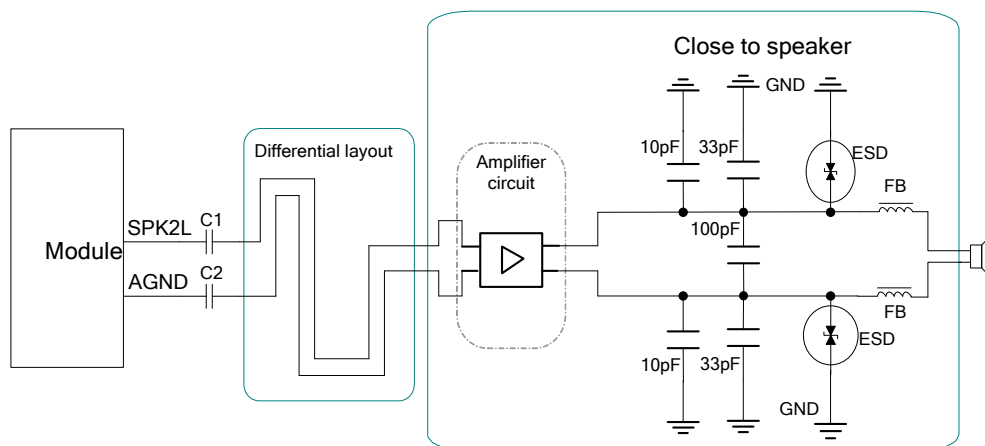 Close to speaker
GND
10pF
33pF
ESD
Differential layout
Amplifier
circuit
FB
SPK2L
C1
100pF
Module
AGND
C2
FB
10pF
33pF
ESD
GND